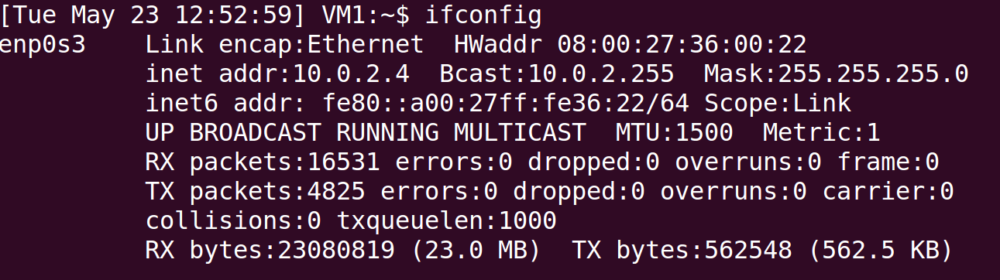 [Tue May 23 12:52:59] VM1:~$ ifconfig
enp0s3    Link encap:Ethernet  HWaddr 08:00:27:36:00:22
          inet addr:10.0.2.4  Bcast:10.0.2.255  Mask:255.255.255.0
          inet6 addr: fe80::a00:27ff:fe36:22/64 Scope:Link
          UP BROADCAST RUNNING MULTICAST  MTU:1500  Metric:1
          RX packets:16531 errors:0 dropped:0 overruns:0 frame:0
          TX packets:4825 errors:0 dropped:0 overruns:0 carrier:0
          collisions:0 txqueuelen:1000
          RX bytes:23080819 (23.0 MB)  TX bytes:562548 (562.5 KB)